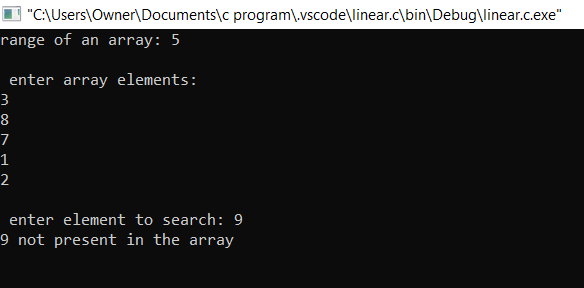 "C:\Users\Owner\Documents\c program\.vscode\linear.c\bin\Debug\linear.c.exe"
range of an array: 5
enter array elements:
3
8
7
1
2
enter element to search: 9
9 not present in the array